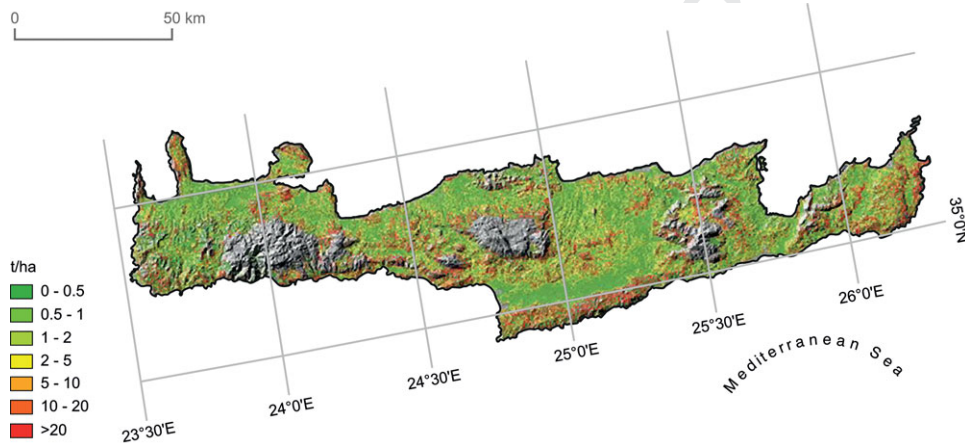 0 50 km
35°0'N
t/ha
0 - 0.5
0.5 - 1
1 - 2
2 - 5
5 - 10
10 - 20
>20
23°30'E
24°0'E
24°30'E
25°0'E
25°30'E
26°0'E
Mediterranean Sea